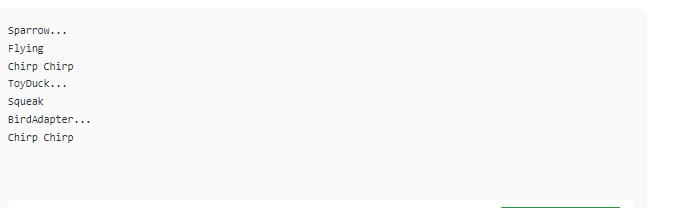 Sparrow...
Flying
Chirp Chirp
ToyDuck...
Squeak
BirdAdapter...
Chirp Chirp